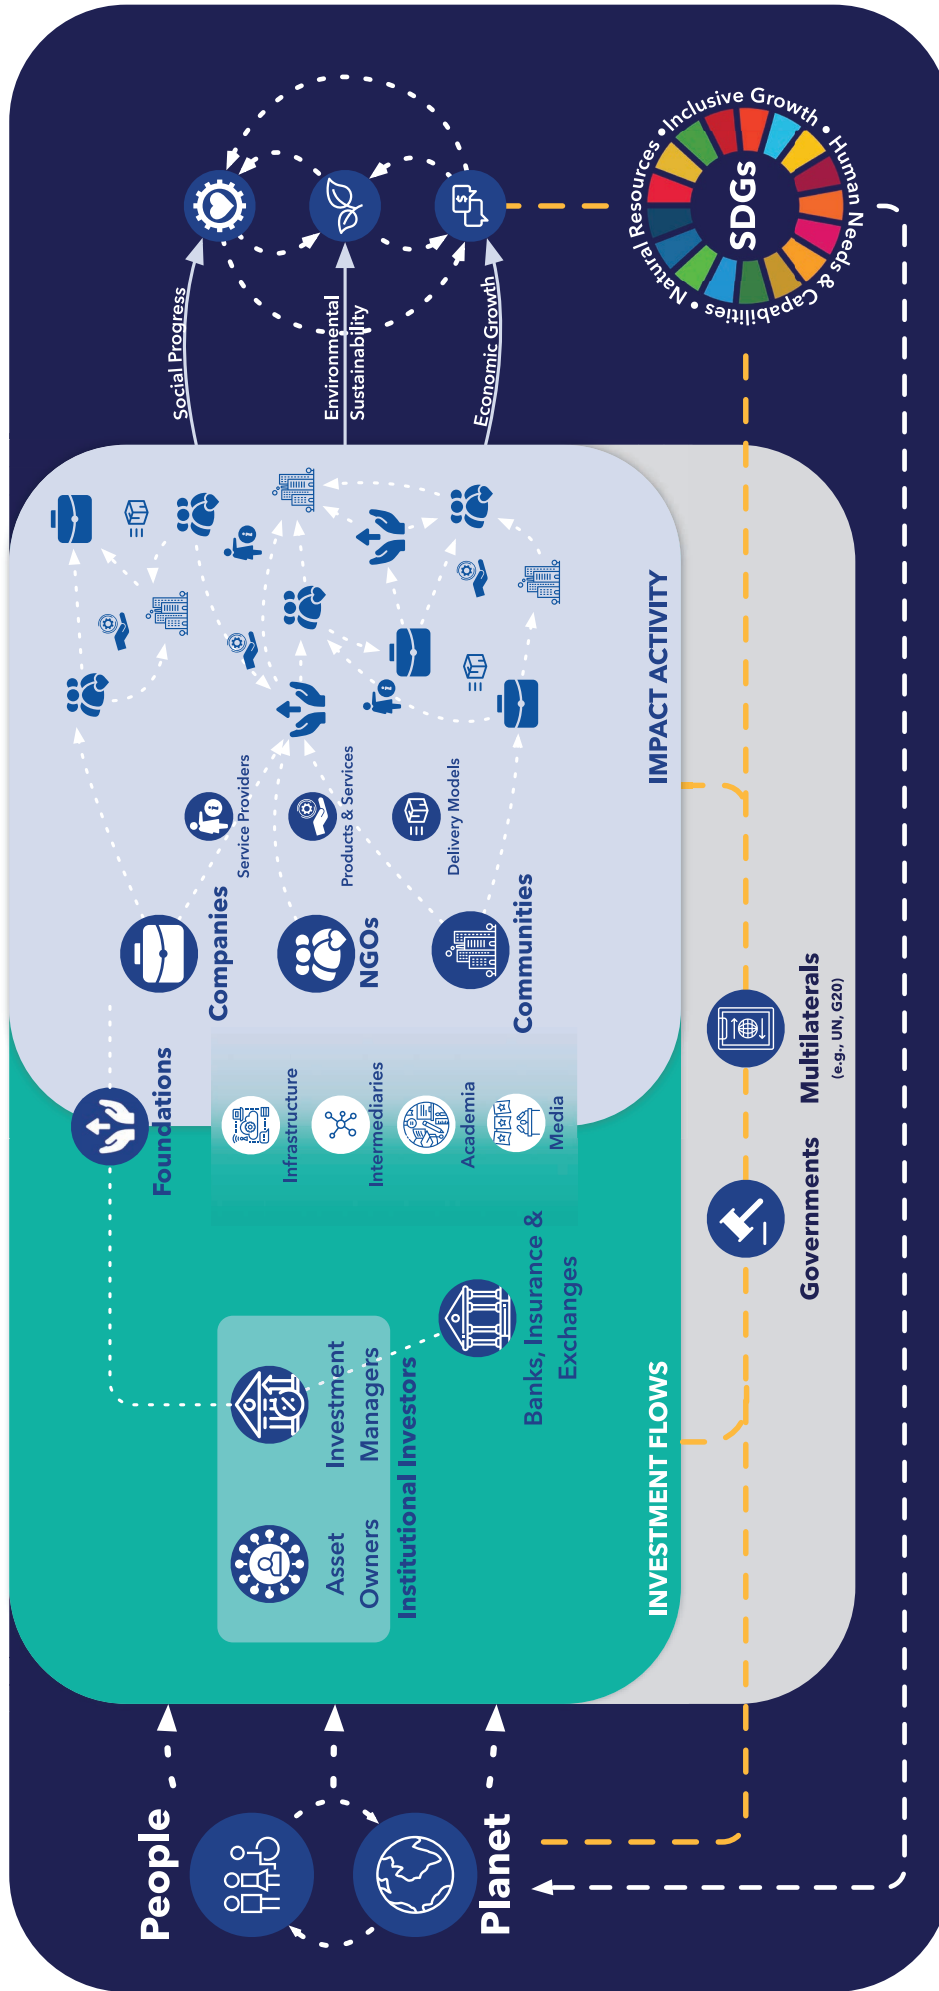 People
Planet
INVESTMENT FLOWS
Asset
Owners
Investment
Managers
Institutional Investors
Banks, Insurance &
Exchanges
Foundations
Infrastructure
Intermediaries
Academia
Media
Governments
Multilaterals
(e.g., UN, G20)
IMPACT ACTIVITY
Companies
NGOs
Communities
Service Providers
Products & Services
Delivery Models
Social Progress
Environmental
Sustainability
Economic Growth
SDGs
Natural Resources • Inclusive Growth • Human Needs & Capabilities •